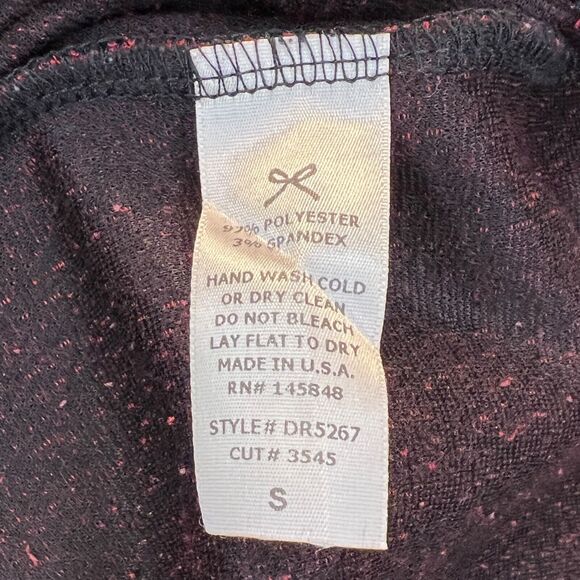 97% POLYESTER
3% SPANDEX
HAND WASH COLD
OR DRY CLEAN
DO NOT BLEACH
LAY FLAT TO DRY
MADE IN U.S.A.
RN# 145848
STYLE# DR5267
CUT# 3545
S